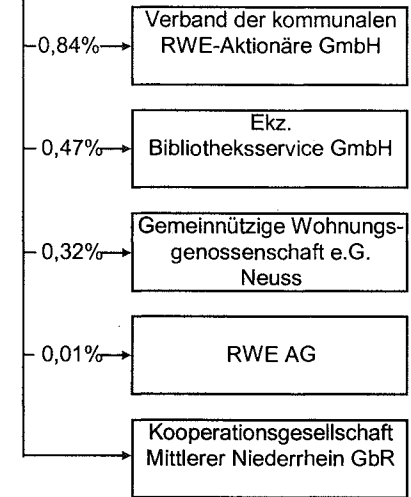 Verband der kommunalen
0,84% RWE-Aktionäre GmbH
Ekz.
0,47% Bibliotheksservice GmbH
Gemeinnützige Wohnungs-
0,32% genossenschaft e.G.
Neuss
0,01% RWE AG
Kooperationsgesellschaft
Mittlerer Niederrhein GbR